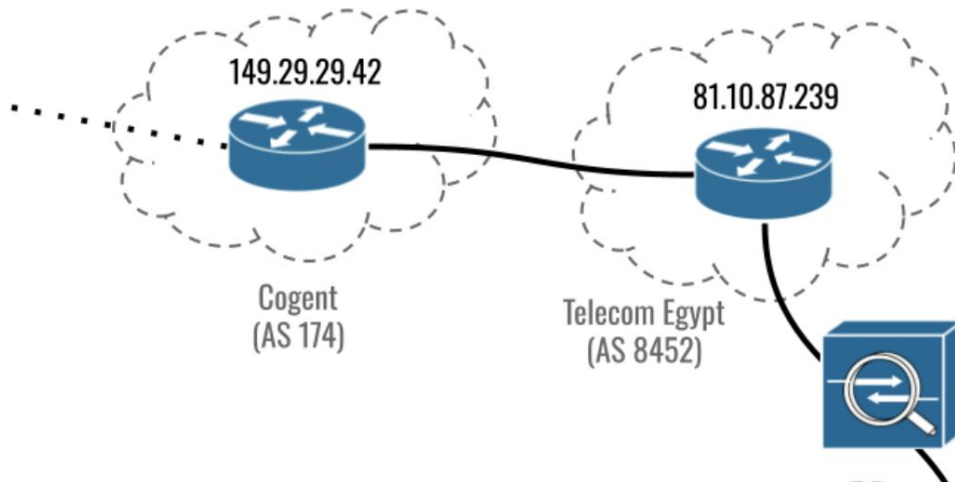 149.29.29.42
81.10.87.239
Cogent
(AS 174)
Telecom Egypt
(AS 8452)